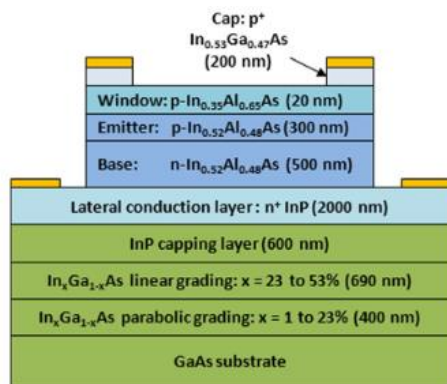 Cap: p⁺
In₀.₅₃Ga₀.₄₇As
(200 nm)
Window: p-In₀.₃₅Al₀.₆₅As (20 nm)
Emitter: p-In₀.₅₂Al₀.₄₈As (300 nm)
Base: n-In₀.₅₂Al₀.₄₈As (500 nm)
Lateral conduction layer: n⁺ InP (2000 nm)
InP capping layer (600 nm)
InₓGa₁₋ₓAs linear grading: x = 23 to 53% (690 nm)
InₓGa₁₋ₓAs parabolic grading: x = 1 to 23% (400 nm)
GaAs substrate